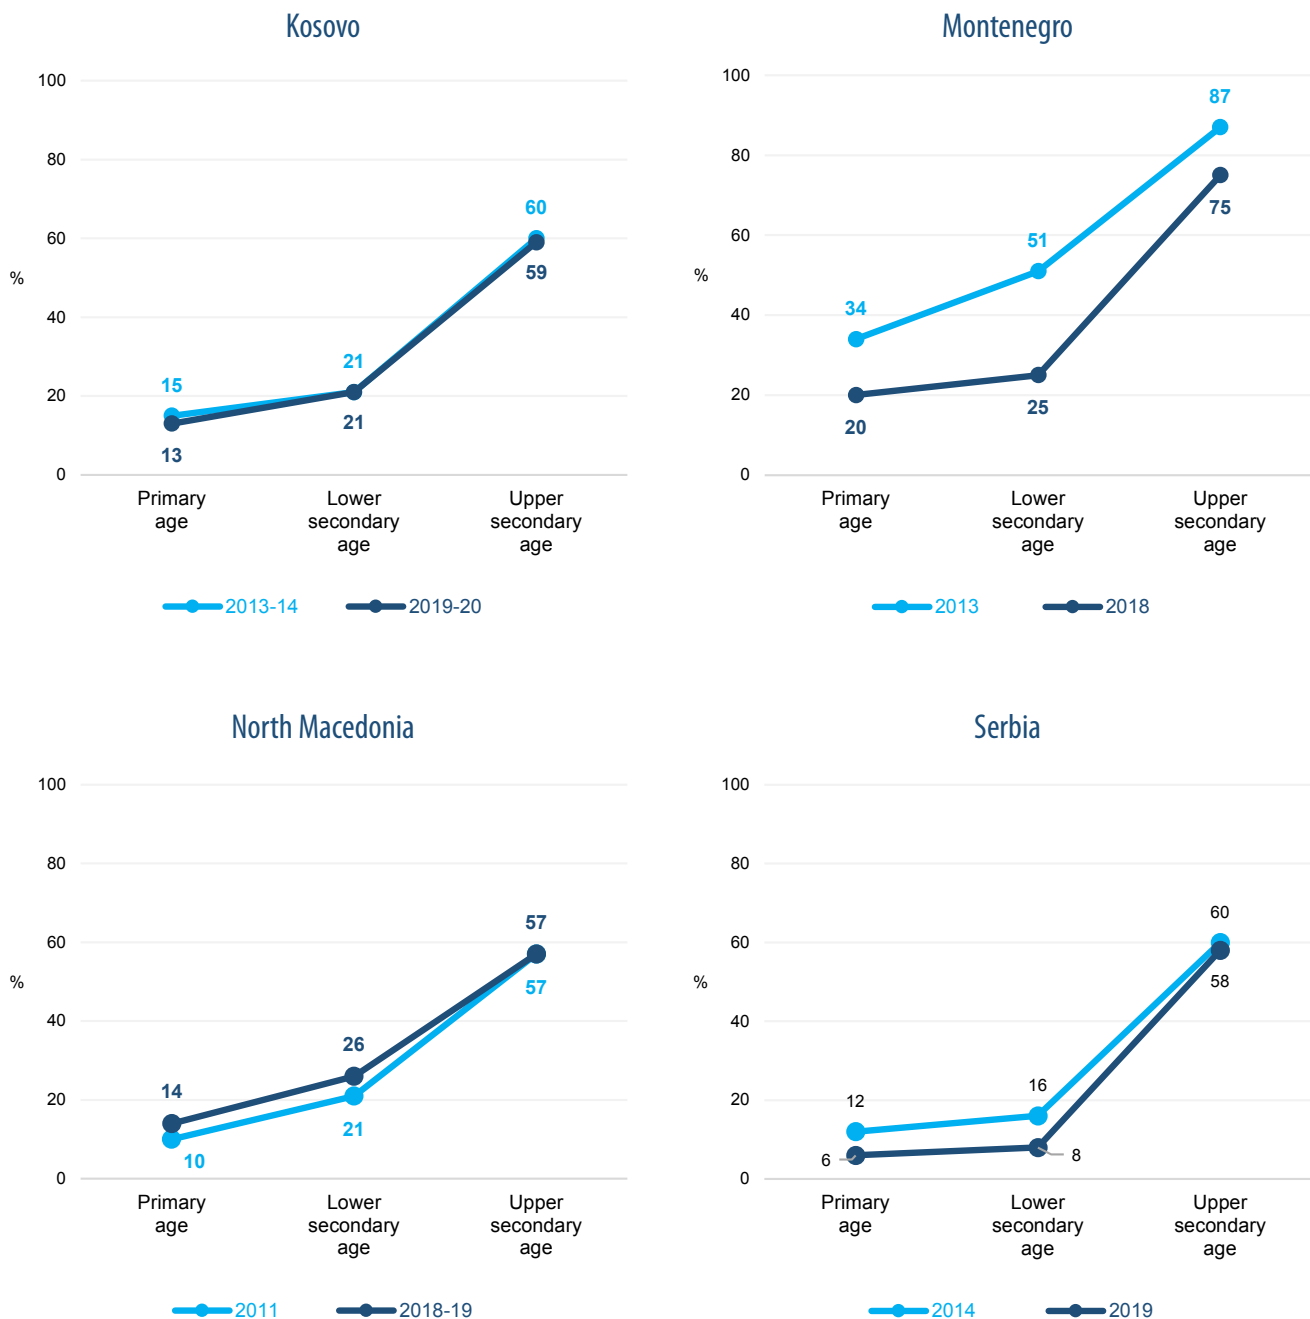 Kosovo
100
80
60
40
20
0
%
15
21
60
13
21
59
Primary
age
Lower
secondary
age
Upper
secondary
age
2013-14
2019-20
Montenegro
100
80
60
40
20
0
%
34
51
87
20
25
75
Primary
age
Lower
secondary
age
Upper
secondary
age
2013
2018
North Macedonia
100
80
60
40
20
0
%
14
26
57
10
21
57
Primary
age
Lower
secondary
age
Upper
secondary
age
2011
2018-19
Serbia
100
80
60
40
20
0
%
12
16
60
6
8
58
Primary
age
Lower
secondary
age
Upper
secondary
age
2014
2019